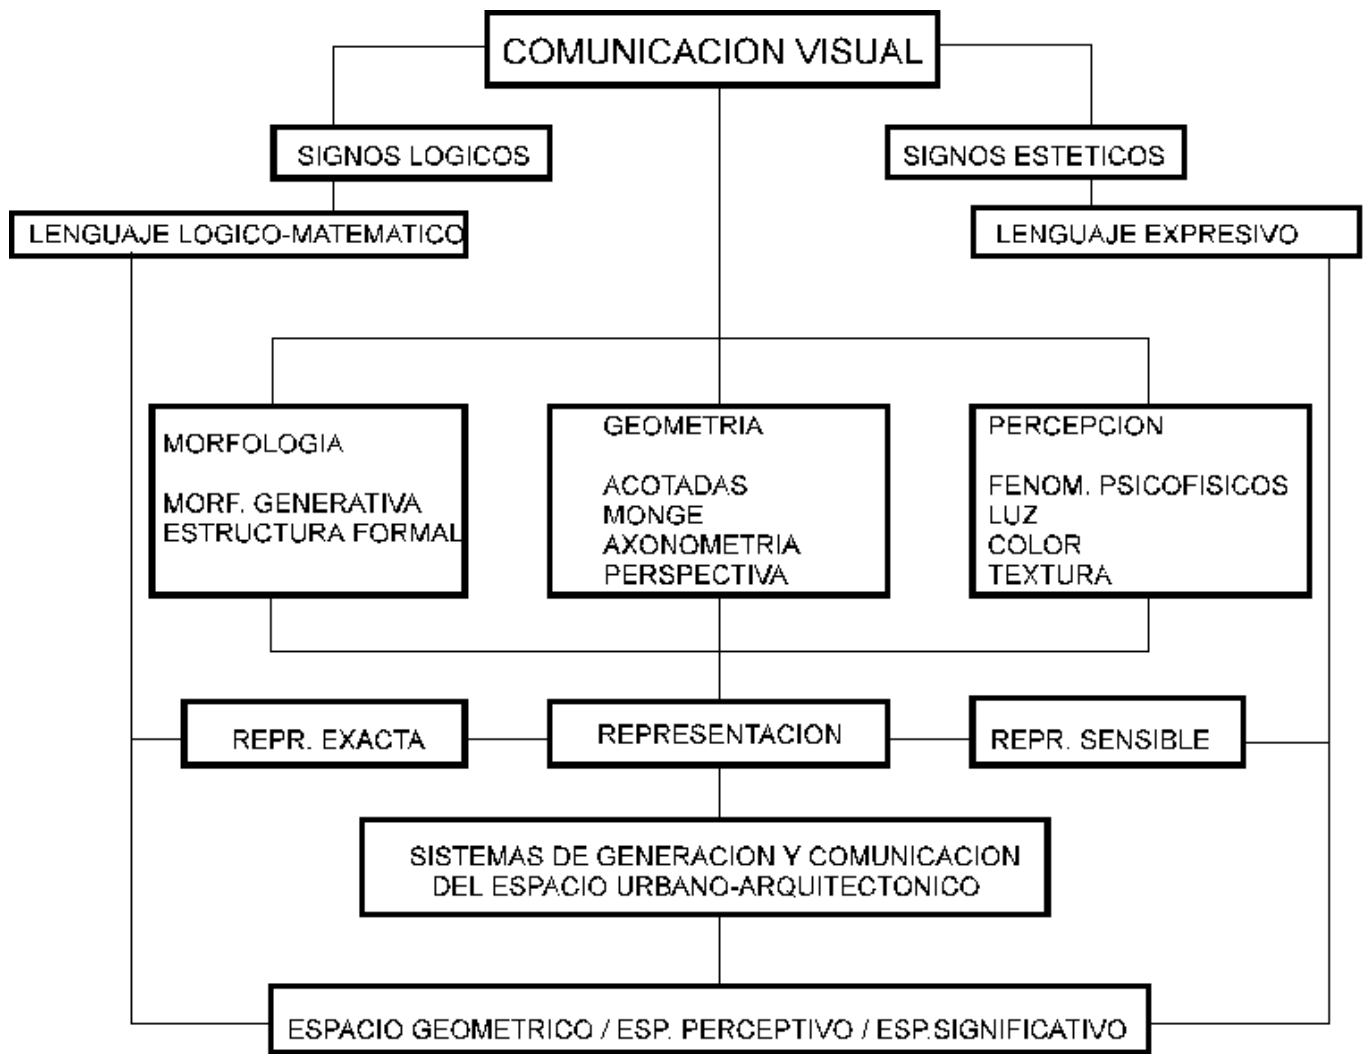 COMUNICACION VISUAL
SIGNOS LOGICOS
SIGNOS ESTETICOS
LENGUAJE LOGICO-MATEMATICO
LENGUAJE EXPRESIVO
MORFOLOGIA
MORF. GENERATIVA
ESTRUCTURA FORMAL
GEOMETRIA
ACOTADAS
MONGE
AXONOMETRIA
PERSPECTIVA
PERCEPCION
FENOM. PSICOFISICOS
LUZ
COLOR
TEXTURA
REPR. EXACTA
REPRESENTACION
REPR. SENSIBLE
SISTEMAS DE GENERACION Y COMUNICACION
DEL ESPACIO URBANO-ARQUITECTONICO
ESPACIO GEOMETRICO / ESP. PERCEPTIVO / ESP.SIGNIFICATIVO